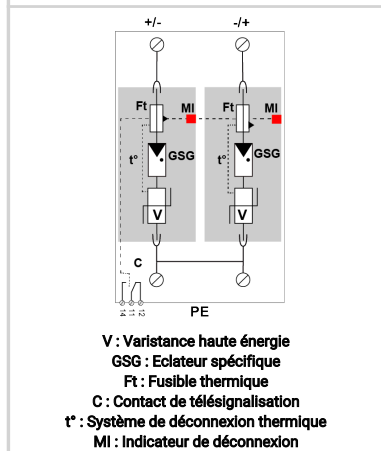 +/- -/+
Ft MI Ft MI
t° GSG t° GSG
V V
C
14 11 12
PE
V : Varistance haute énergie
GSG : Eclateur spécifique
Ft : Fusible thermique
C : Contact de télésignalisation
t° : Système de déconnexion thermique
MI : Indicateur de déconnexion